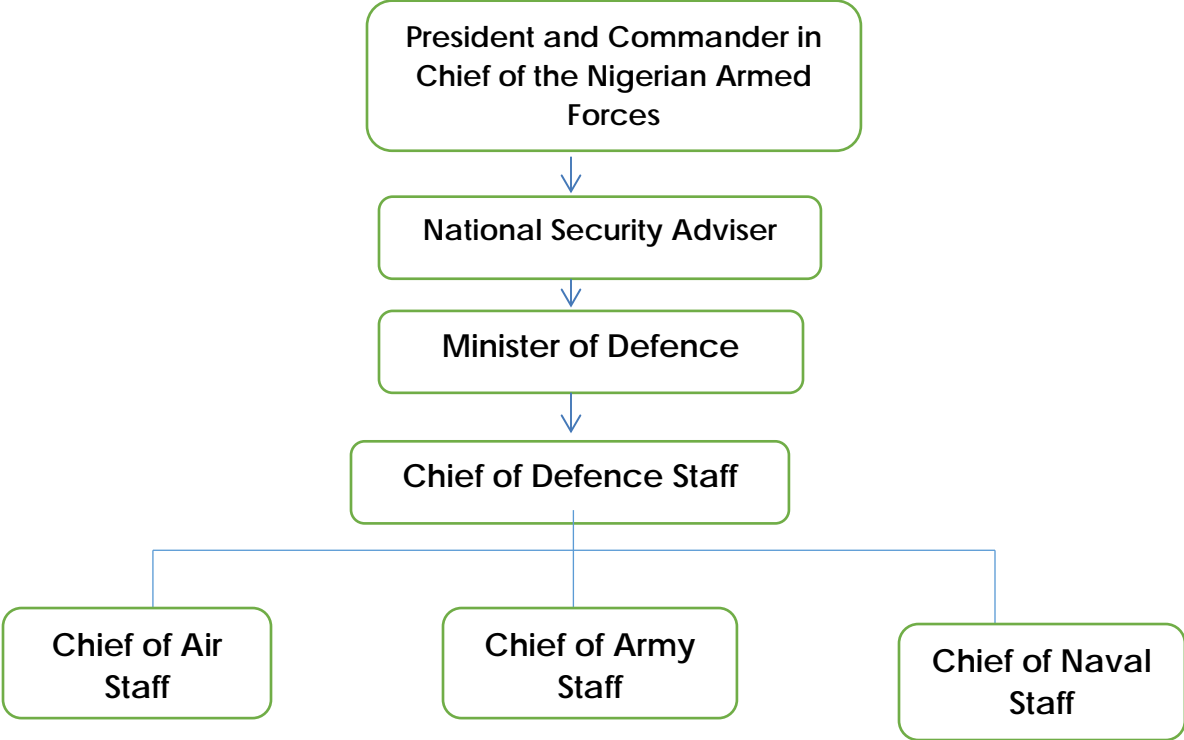 President and Commander in
Chief of the Nigerian Armed
Forces
National Security Adviser
Minister of Defence
Chief of Defence Staff
Chief of Air
Staff
Chief of Army
Staff
Chief of Naval
Staff